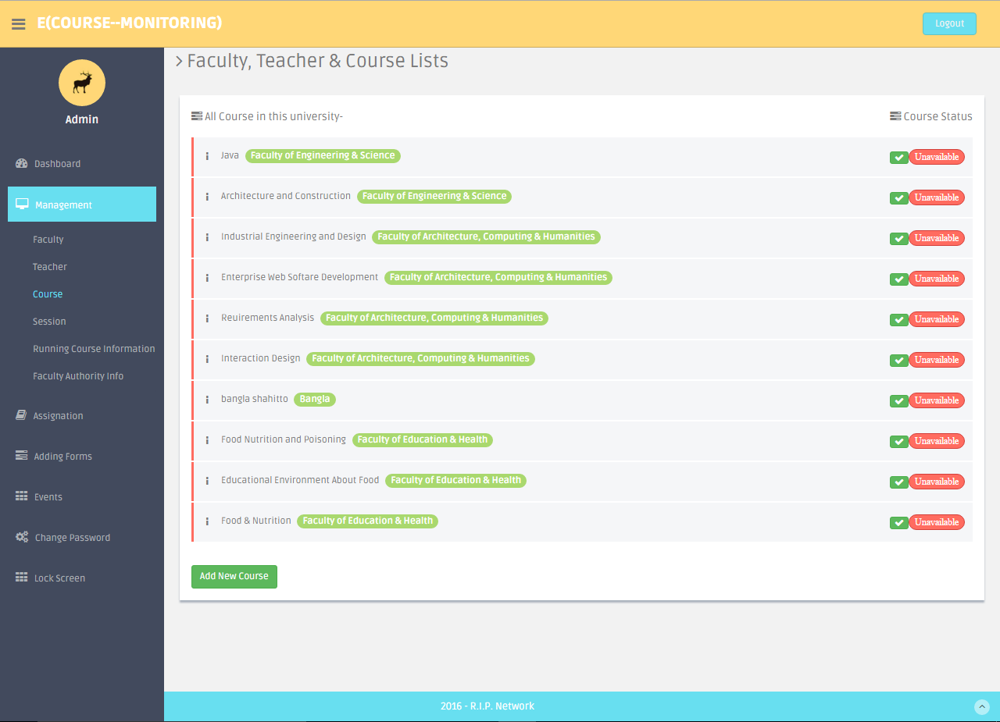 E(COURSE--MONITORING)
Logout
Admin
Dashboard
Management
Faculty
Teacher
Course
Session
Running Course Information
Faculty Authority Info
Assignation
Adding Forms
Events
Change Password
Lock Screen
Faculty, Teacher & Course Lists
All Course in this university- Course Status
Java Faculty of Engineering & Science Unavailable
Architecture and Construction Faculty of Engineering & Science Unavailable
Industrial Engineering and Design Faculty of Architecture, Computing & Humanities Unavailable
Enterprise Web Softare Development Faculty of Architecture, Computing & Humanities Unavailable
Reuirements Analysis Faculty of Architecture, Computing & Humanities Unavailable
Interaction Design Faculty of Architecture, Computing & Humanities Unavailable
bangla shahitto Bangla Unavailable
Food Nutrition and Poisoning Faculty of Education & Health Unavailable
Educational Environment About Food Faculty of Education & Health Unavailable
Food & Nutrition Faculty of Education & Health Unavailable
Add New Course
2016 - R.I.P. Network